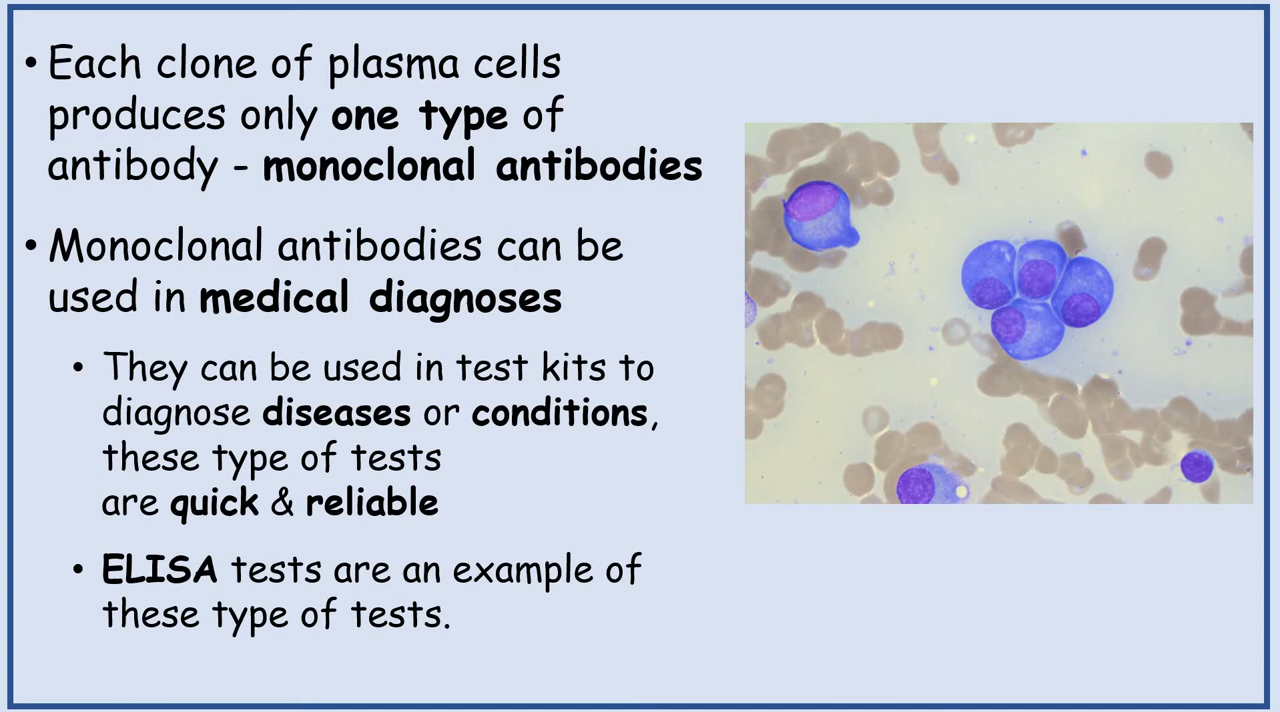 • Each clone of plasma cells
produces only one type of
antibody - monoclonal antibodies
• Monoclonal antibodies can be
used in medical diagnoses
• They can be used in test kits to
diagnose diseases or conditions,
these type of tests
are quick & reliable
• ELISA tests are an example of
these type of tests.